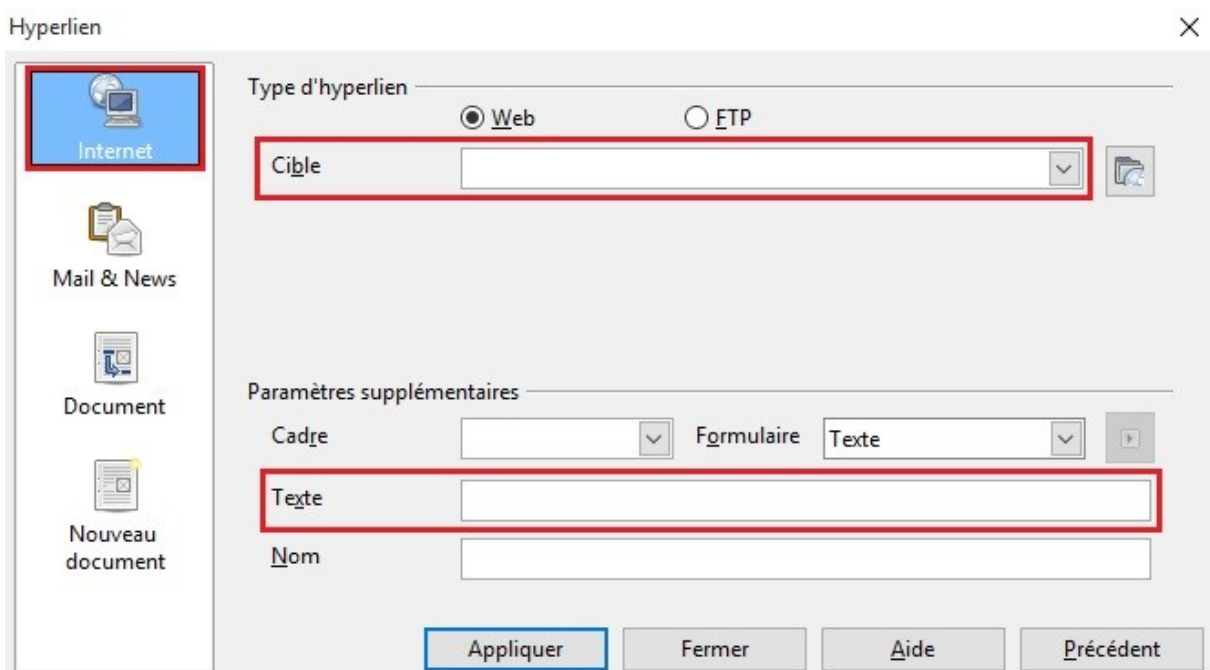 Hyperlien
Internet
Mail & News
Document
Nouveau
document
Type d'hyperlien
Web FTP
Cible
Paramètres supplémentaires
Cadre Formulaire Texte
Texte
Nom
Appliquer Fermer Aide Précédent